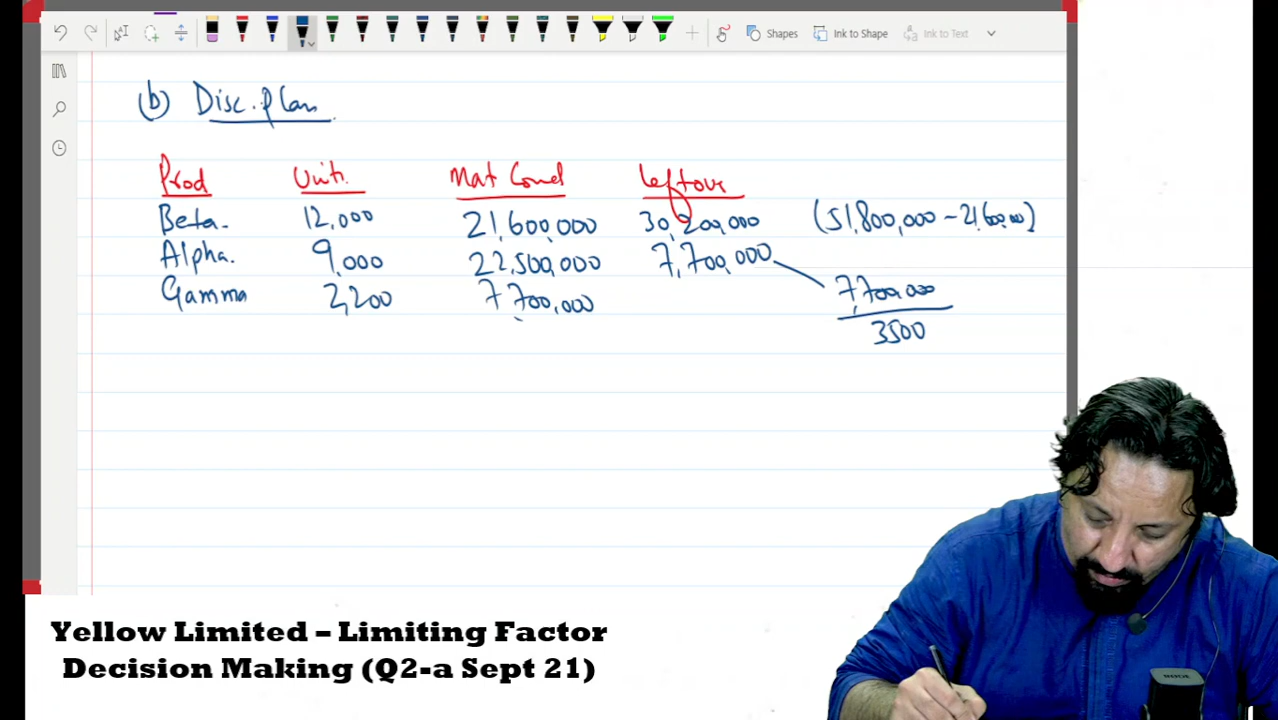 Ink to Shape
Shapes
Ink to Text
(b) Disc. plan
Prod Units Mat Consd Leftover
Beta. 12,000 21,600,000 30,200,000 (51,800,000 – 21,600,000)
Alpha. 9,000 22,500,000 7,700,000
Gamma 2,200 7,700,000
7,700,000
3500
Yellow Limited – Limiting Factor
Decision Making (Q2-a Sept 21)
RODE